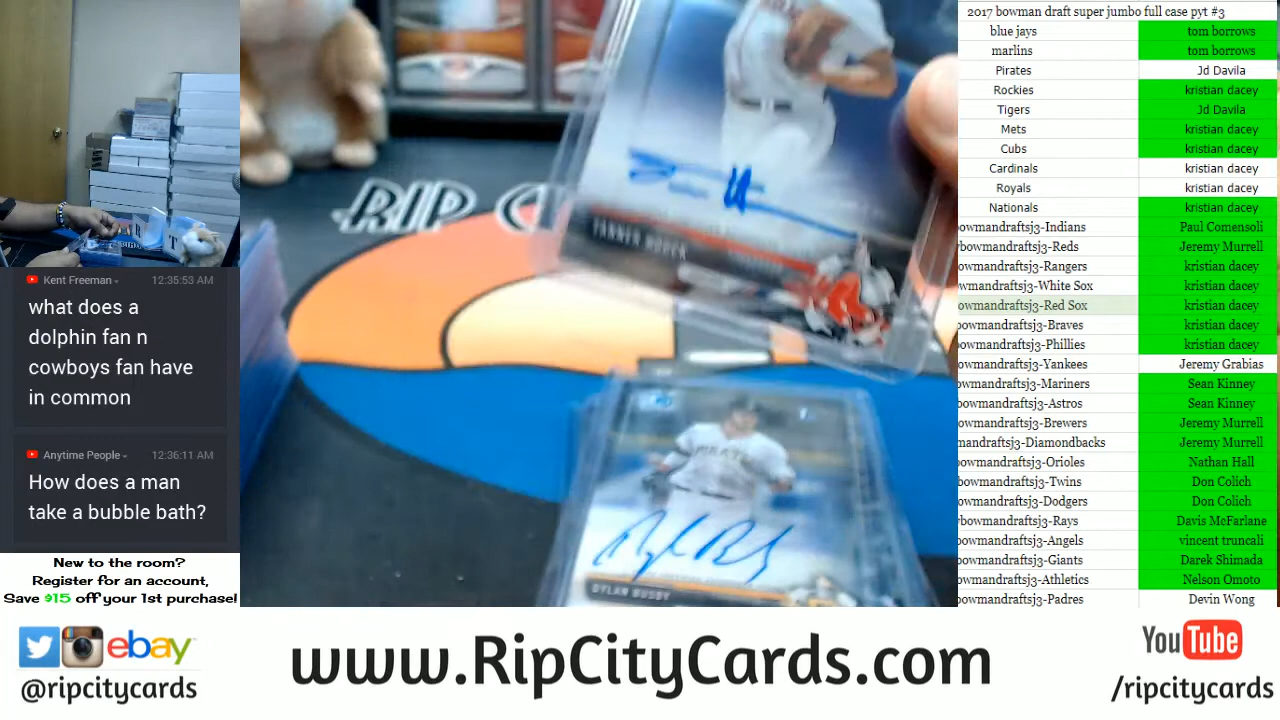 Kent Freeman 12:35:53 AM
what does a
dolphin fan n
cowboys fan have
in common
Anytime People 12:36:11 AM
How does a man
take a bubble bath?
New to the room?
Register for an account,
Save $15 off your 1st purchase!
RIP C
TANNER HOUCK
PIRATES
DYLAN BUSBY
2017 bowman draft super jumbo full case pyt #3
blue jays tom borrows
marlins tom borrows
Pirates Jd Davila
Rockies kristian dacey
Tigers Jd Davila
Mets kristian dacey
Cubs kristian dacey
Cardinals kristian dacey
Royals kristian dacey
Nationals kristian dacey
owmandraftsj3-Indians Paul Comensoli
bowmandraftsj3-Reds Jeremy Murrell
owmandraftsj3-Rangers kristian dacey
owmandraftsj3-White Sox kristian dacey
owmandraftsj3-Red Sox kristian dacey
bowmandraftsj3-Braves kristian dacey
owmandraftsj3-Phillies kristian dacey
owmandraftsj3-Yankees Jeremy Grabias
owmandraftsj3-Mariners Sean Kinney
bowmandraftsj3-Astros Sean Kinney
owmandraftsj3-Brewers Jeremy Murrell
mandraftsj3-Diamondbacks Jeremy Murrell
owmandraftsj3-Orioles Nathan Hall
bowmandraftsj3-Twins Don Colich
owmandraftsj3-Dodgers Don Colich
bowmandraftsj3-Rays Davis McFarlane
owmandraftsj3-Angels vincent truncali
owmandraftsj3-Giants Darek Shimada
owmandraftsj3-Athletics Nelson Omoto
bowmandraftsj3-Padres Devin Wong
ebay
@ripcitycards
www.RipCityCards.com
YouTube
/ripcitycards